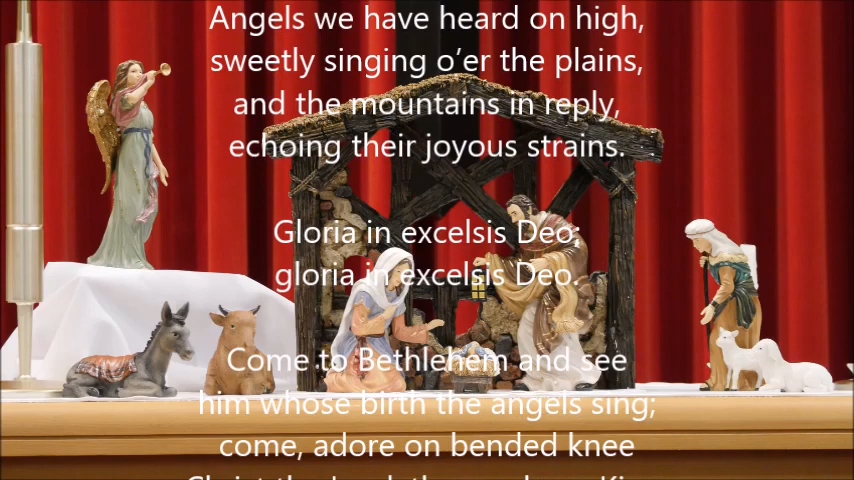 Angels we have heard on high,
sweetly singing o’er the plains,
and the mountains in reply,
echoing their joyous strains.
Gloria in excelsis Deo;
gloria in excelsis Deo.
Come to Bethlehem and see
him whose birth the angels sing;
come, adore on bended knee